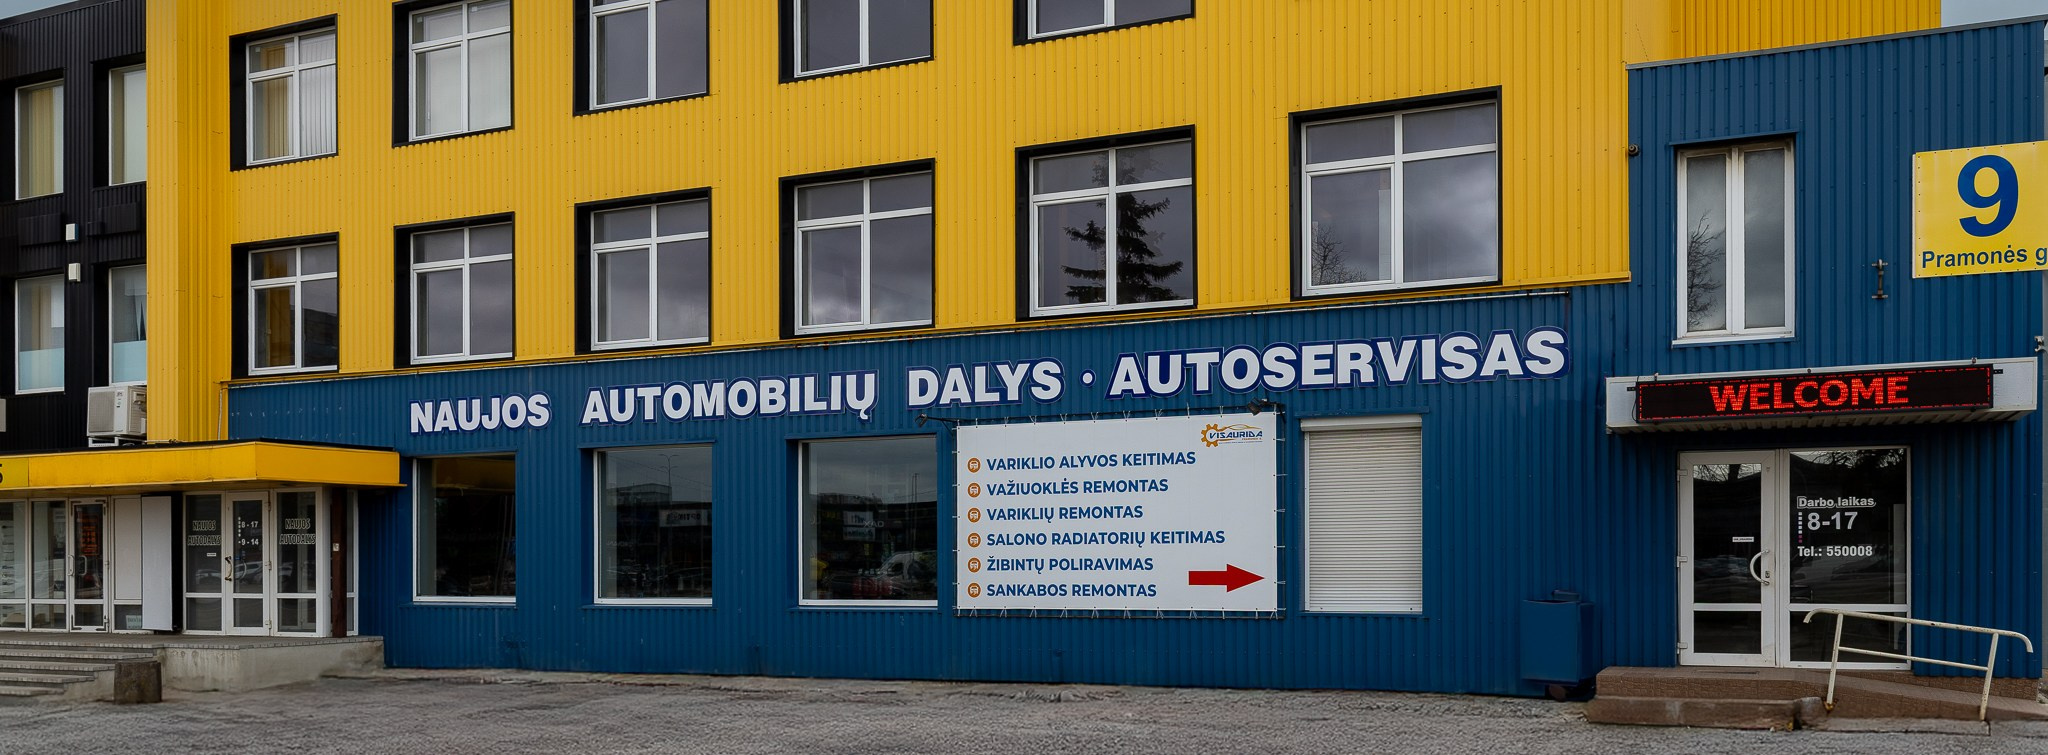 NAUJOS AUTOMOBILIŲ DALYS • AUTOSERVISAS
VISAURIDA
VARIKLIO ALYVOS KEITIMAS
VAŽIUOKLĖS REMONTAS
VARIKLIŲ REMONTAS
SALONO RADIATORIŲ KEITIMAS
ŽIBINTŲ POLIRAVIMAS
SANKABOS REMONTAS
9
Pramonės g
WELCOME
Darbo laikas
8-17
Tel.: 550008
NAUJOS
AUTODALYS
8 - 17
9 - 14
NAUJOS
AUTODALYS